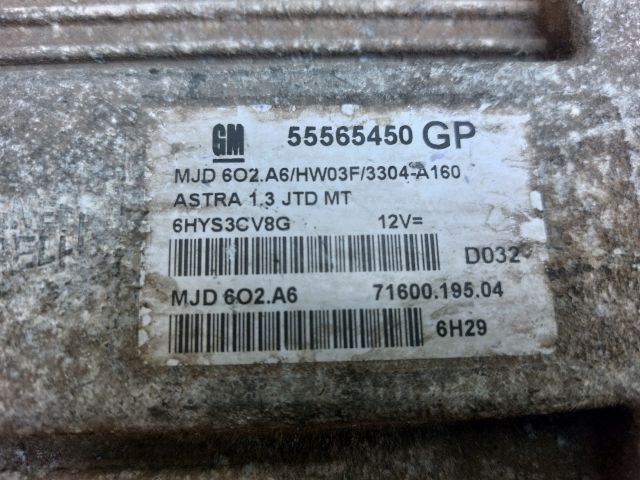 GM 55565450 GP
MJD 6O2.A6/HW03F/3304-A160
ASTRA 1.3 JTD MT
6HYS3CV8G 12V=
D032
MJD 6O2.A6 71600.195.04
6H29